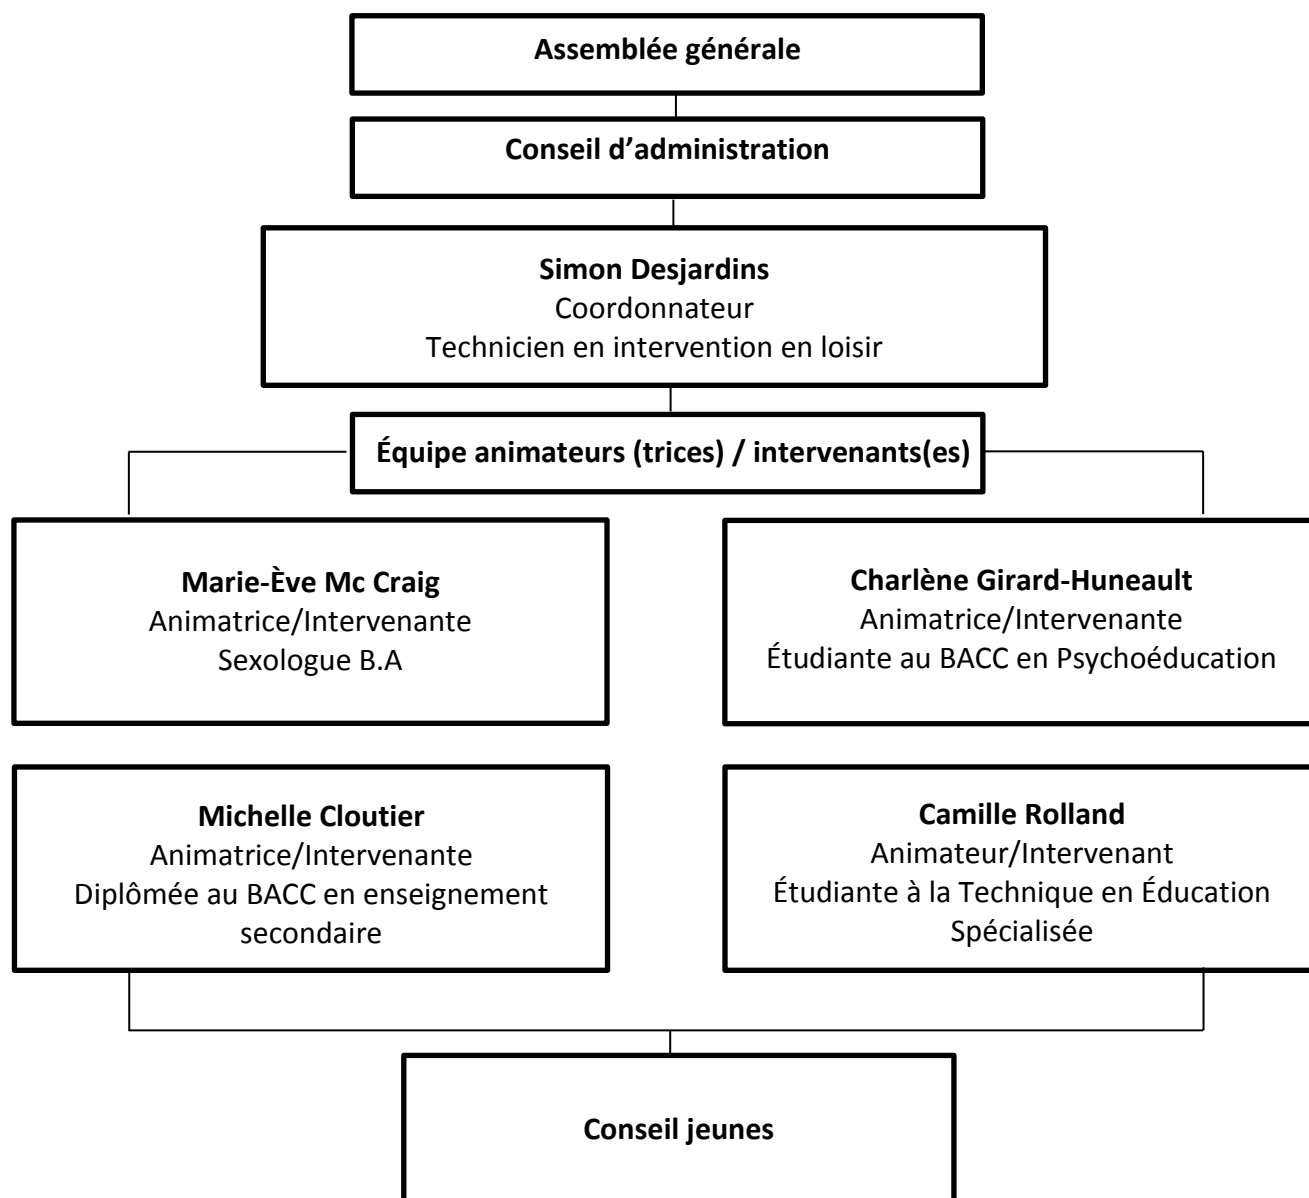 Assemblée générale
Conseil d’administration
Simon Desjardins
Coordonnateur
Technicien en intervention en loisir
Équipe animateurs (trices) / intervenants(es)
Marie-Ève Mc Craig
Animatrice/Intervenante
Sexologue B.A
Charlène Girard-Huneault
Animatrice/Intervenante
Étudiante au BACC en Psychoéducation
Michelle Cloutier
Animatrice/Intervenante
Diplômée au BACC en enseignement
secondaire
Camille Rolland
Animateur/Intervenant
Étudiante à la Technique en Éducation
Spécialisée
Conseil jeunes